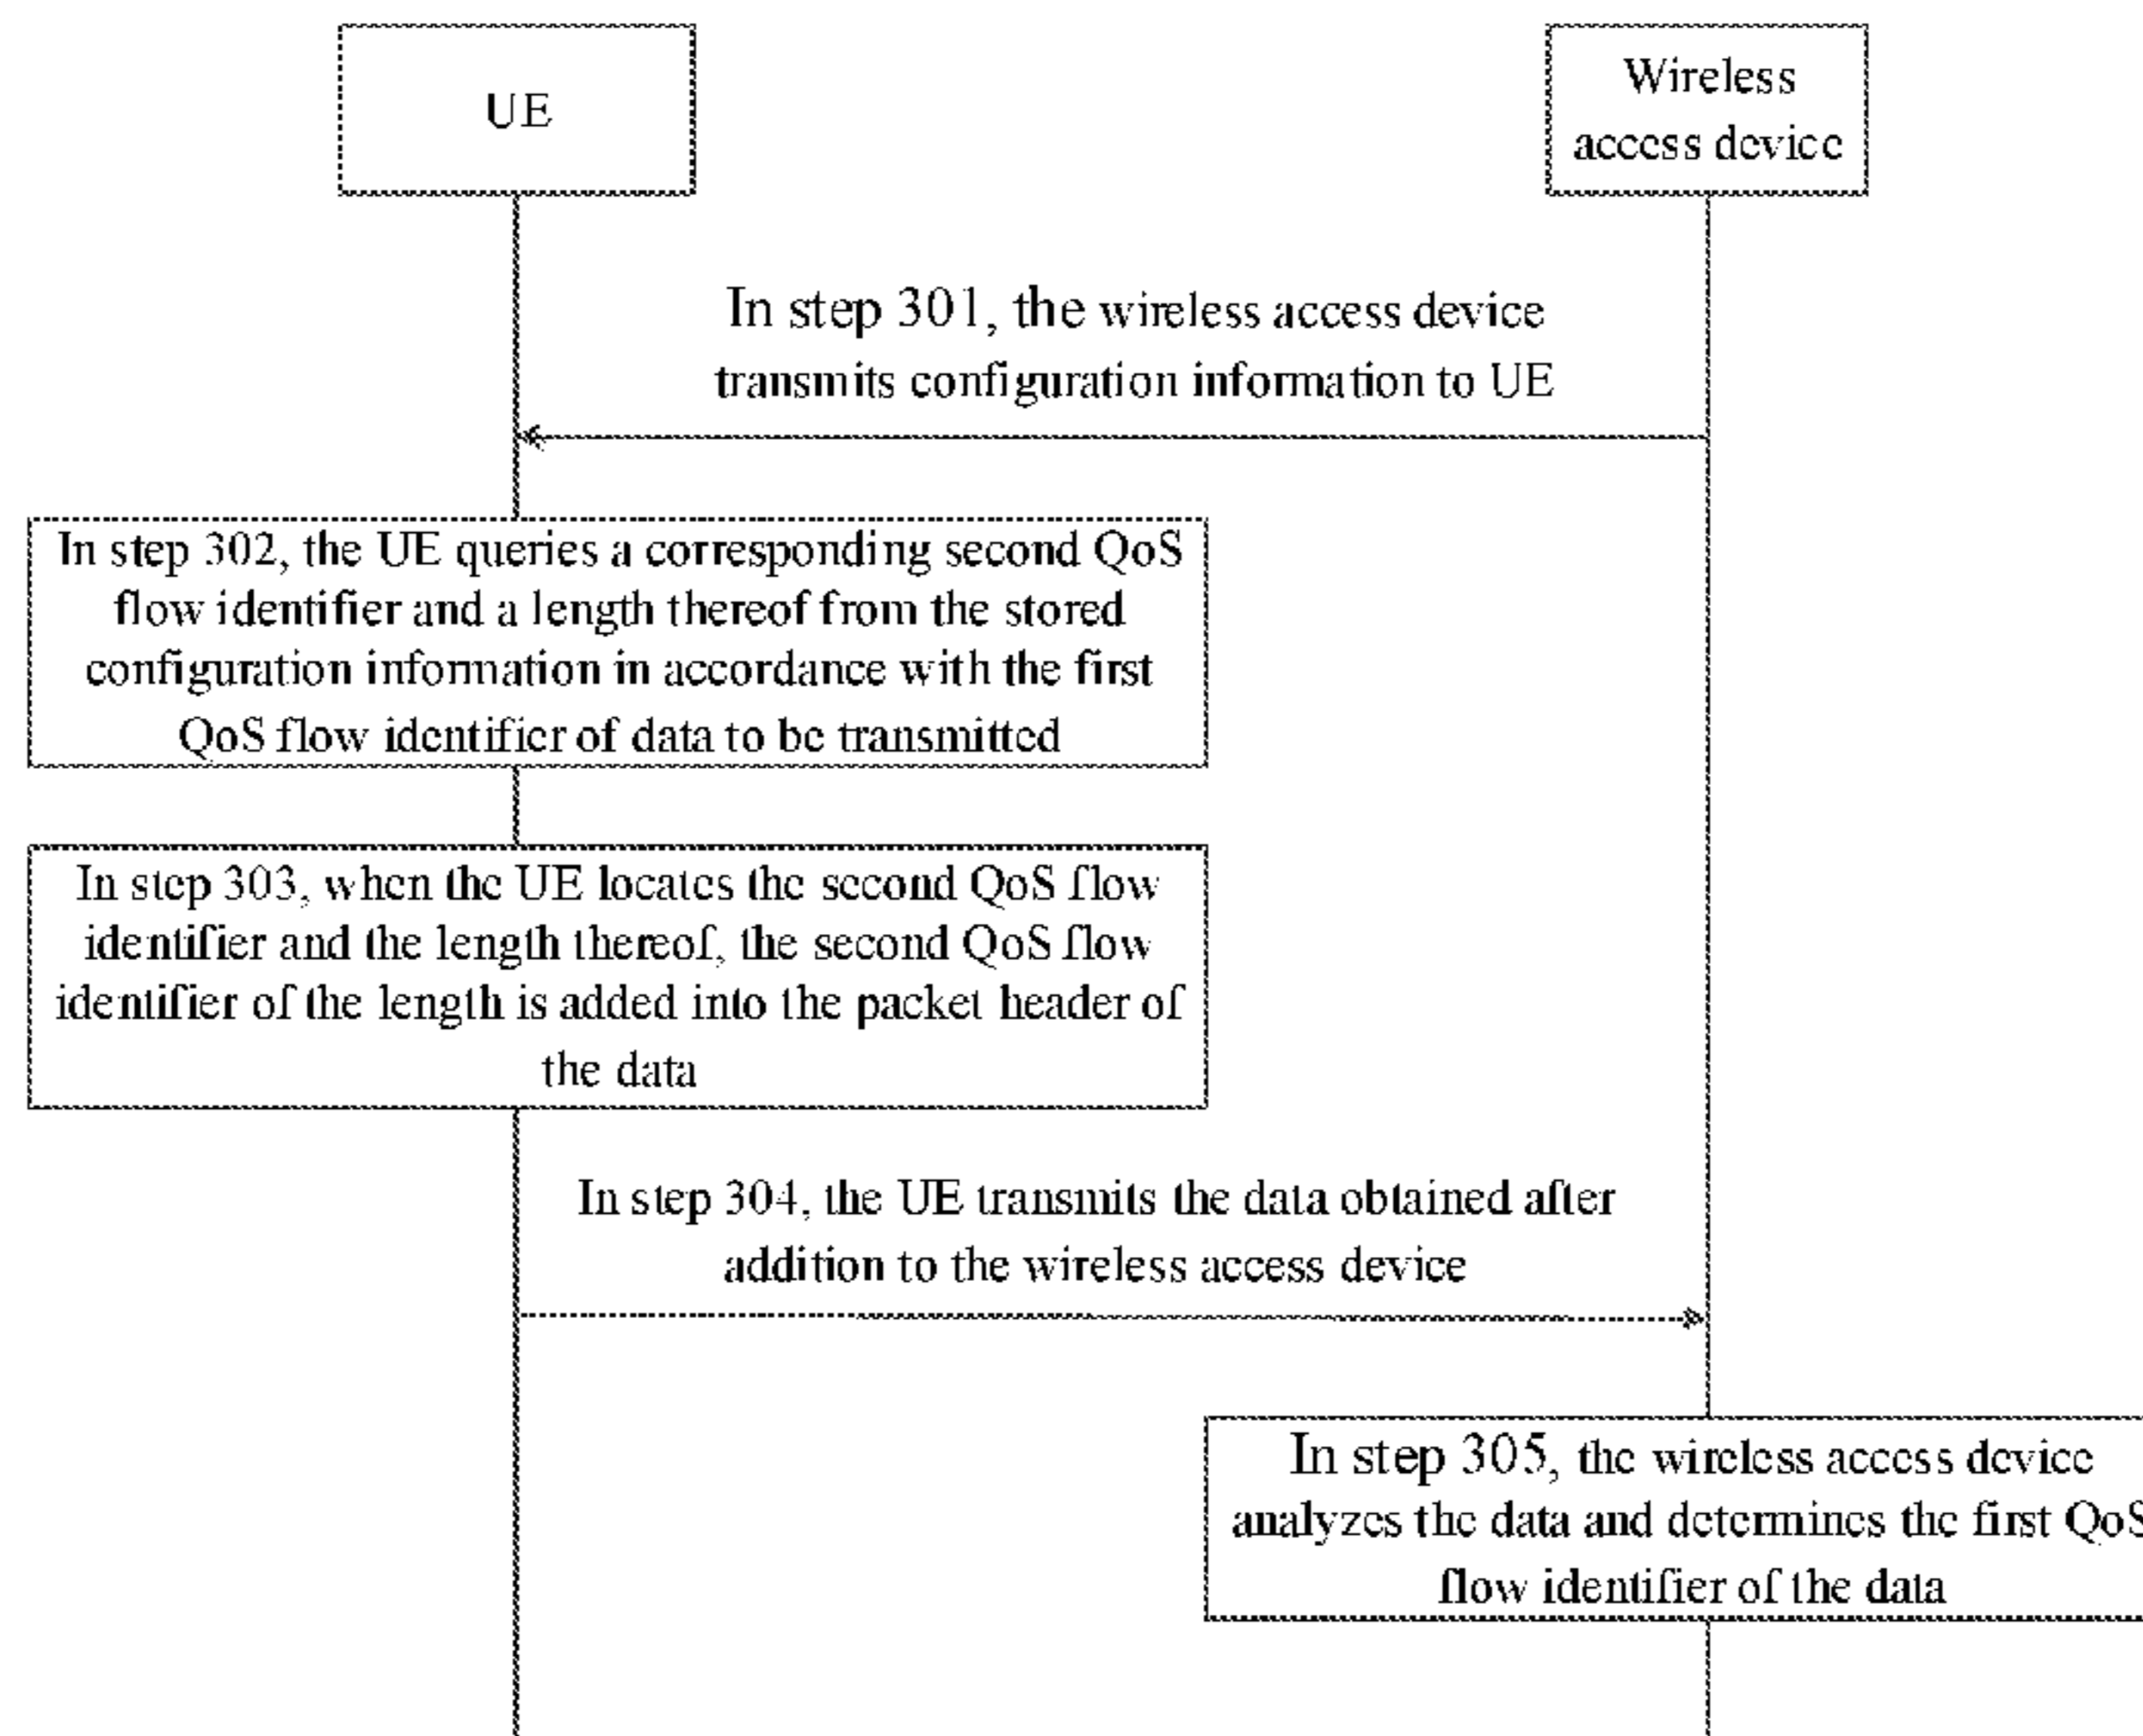 UE
Wireless
access device
In step 301, the wireless access device
transmits configuration information to UE
In step 302, the UE queries a corresponding second QoS
flow identifier and a length thereof from the stored
configuration information in accordance with the first
QoS flow identifier of data to be transmitted
In step 303, when the UE locates the second QoS flow
identifier and the length thereof, the second QoS flow
identifier of the length is added into the packet header of
the data
In step 304, the UE transmits the data obtained after
addition to the wireless access device
In step 305, the wireless access device
analyzes the data and determines the first QoS
flow identifier of the data